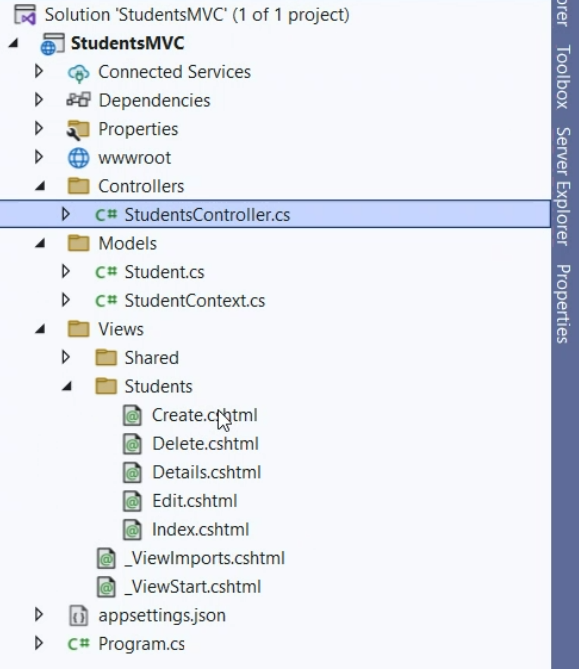 Solution 'StudentsMVC' (1 of 1 project)
StudentsMVC
Connected Services
Dependencies
Properties
wwwroot
Controllers
C# StudentsController.cs
Models
C# Student.cs
C# StudentContext.cs
Views
Shared
Students
@ Create.cshtml
@ Delete.cshtml
@ Details.cshtml
@ Edit.cshtml
@ Index.cshtml
@ _ViewImports.cshtml
@ _ViewStart.cshtml
appsettings.json
C# Program.cs
Toolbox
Server Explorer
Properties